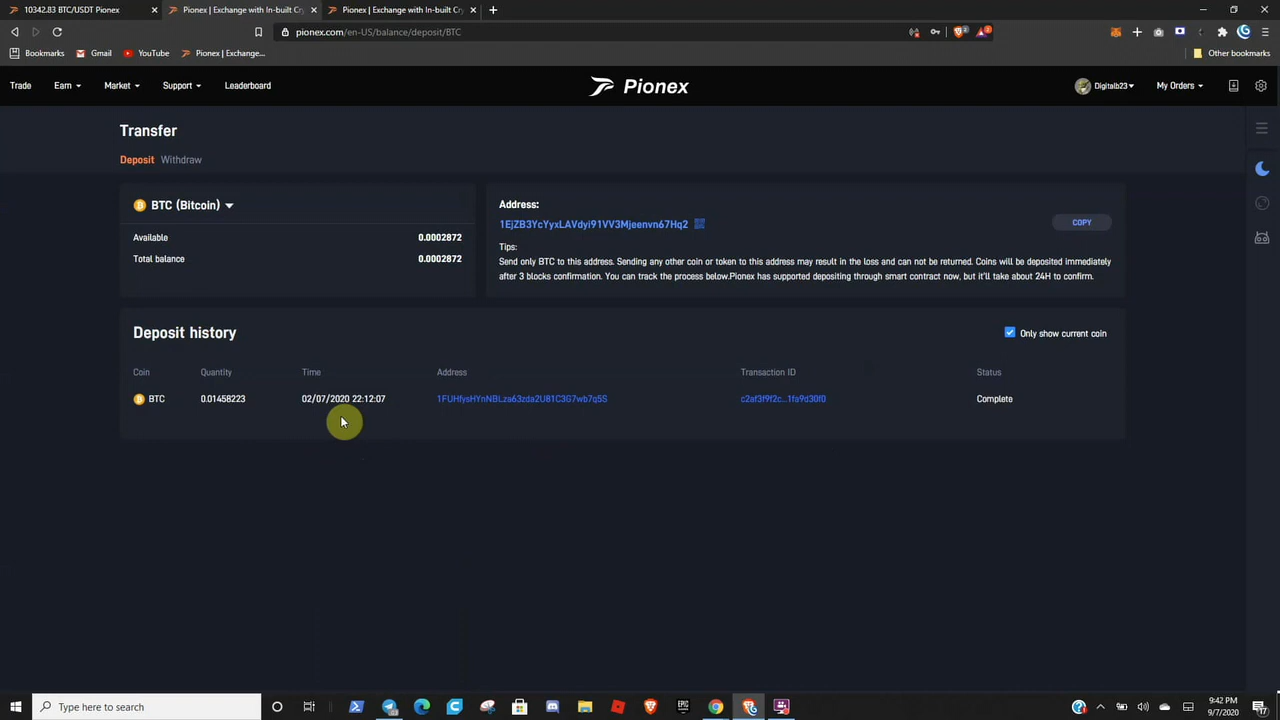 10342.83 BTC/USDT Pionex
Pionex | Exchange with In-built Cry
Pionex | Exchange with In-built Cry
pionex.com/en-US/balance/deposit/BTC
Bookmarks
Gmail
YouTube
Pionex | Exchange...
Other bookmarks
Trade
Earn
Market
Support
Leaderboard
Pionex
Digitalb23
My Orders
Transfer
Deposit
Withdraw
BTC (Bitcoin)
Available
0.0002872
Total balance
0.0002872
Address:
1EjZB3YcYyxLAVdyi91VV3Mjeenvn67Hq2
COPY
Tips:
Send only BTC to this address. Sending any other coin or token to this address may result in the loss and can not be returned. Coins will be deposited immediately
after 3 blocks confirmation. You can track the process below.Pionex has supported depositing through smart contract now, but it'll take about 24H to confirm.
Deposit history
Only show current coin
Coin
Quantity
Time
Address
Transaction ID
Status
BTC
0.01458223
02/07/2020 22:12:07
1FUHfysHYnNBLza63zda2U81C3G7wb7q5S
c2af3f9f2c...1fa9d30f0
Complete
Type here to search
9:42 PM
9/7/2020